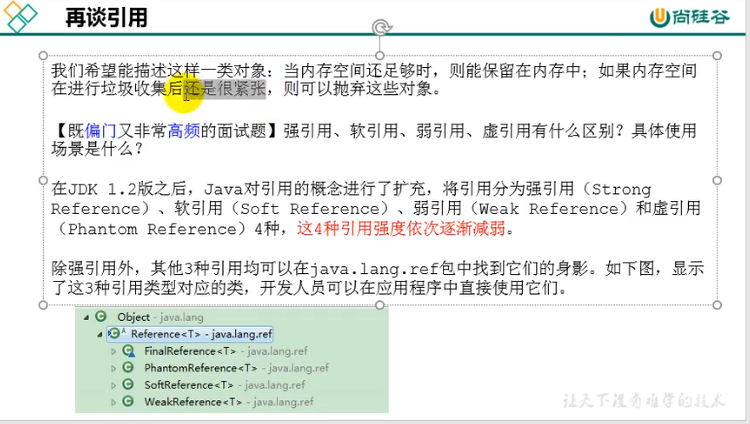 再谈引用
尚硅谷
我们希望能描述这样一类对象：当内存空间还足够时，则能保留在内存中；如果内存空间
在进行垃圾收集后还是很紧张，则可以抛弃这些对象。
【既偏门又非常高频的面试题】强引用、软引用、弱引用、虚引用有什么区别？具体使用
场景是什么？
在JDK 1.2版之后，Java对引用的概念进行了扩充，将引用分为强引用（Strong
Reference）、软引用（Soft Reference）、弱引用（Weak Reference）和虚引用
（Phantom Reference）4种，这4种引用强度依次逐渐减弱。
除强引用外，其他3种引用均可以在java.lang.ref包中找到它们的身影。如下图，显示
了这3种引用类型对应的类，开发人员可以在应用程序中直接使用它们。
Object - java.lang
Reference<T> - java.lang.ref
FinalReference<T> - java.lang.ref
PhantomReference<T> - java.lang.ref
SoftReference<T> - java.lang.ref
WeakReference<T> - java.lang.ref
让天下没有难学的技术